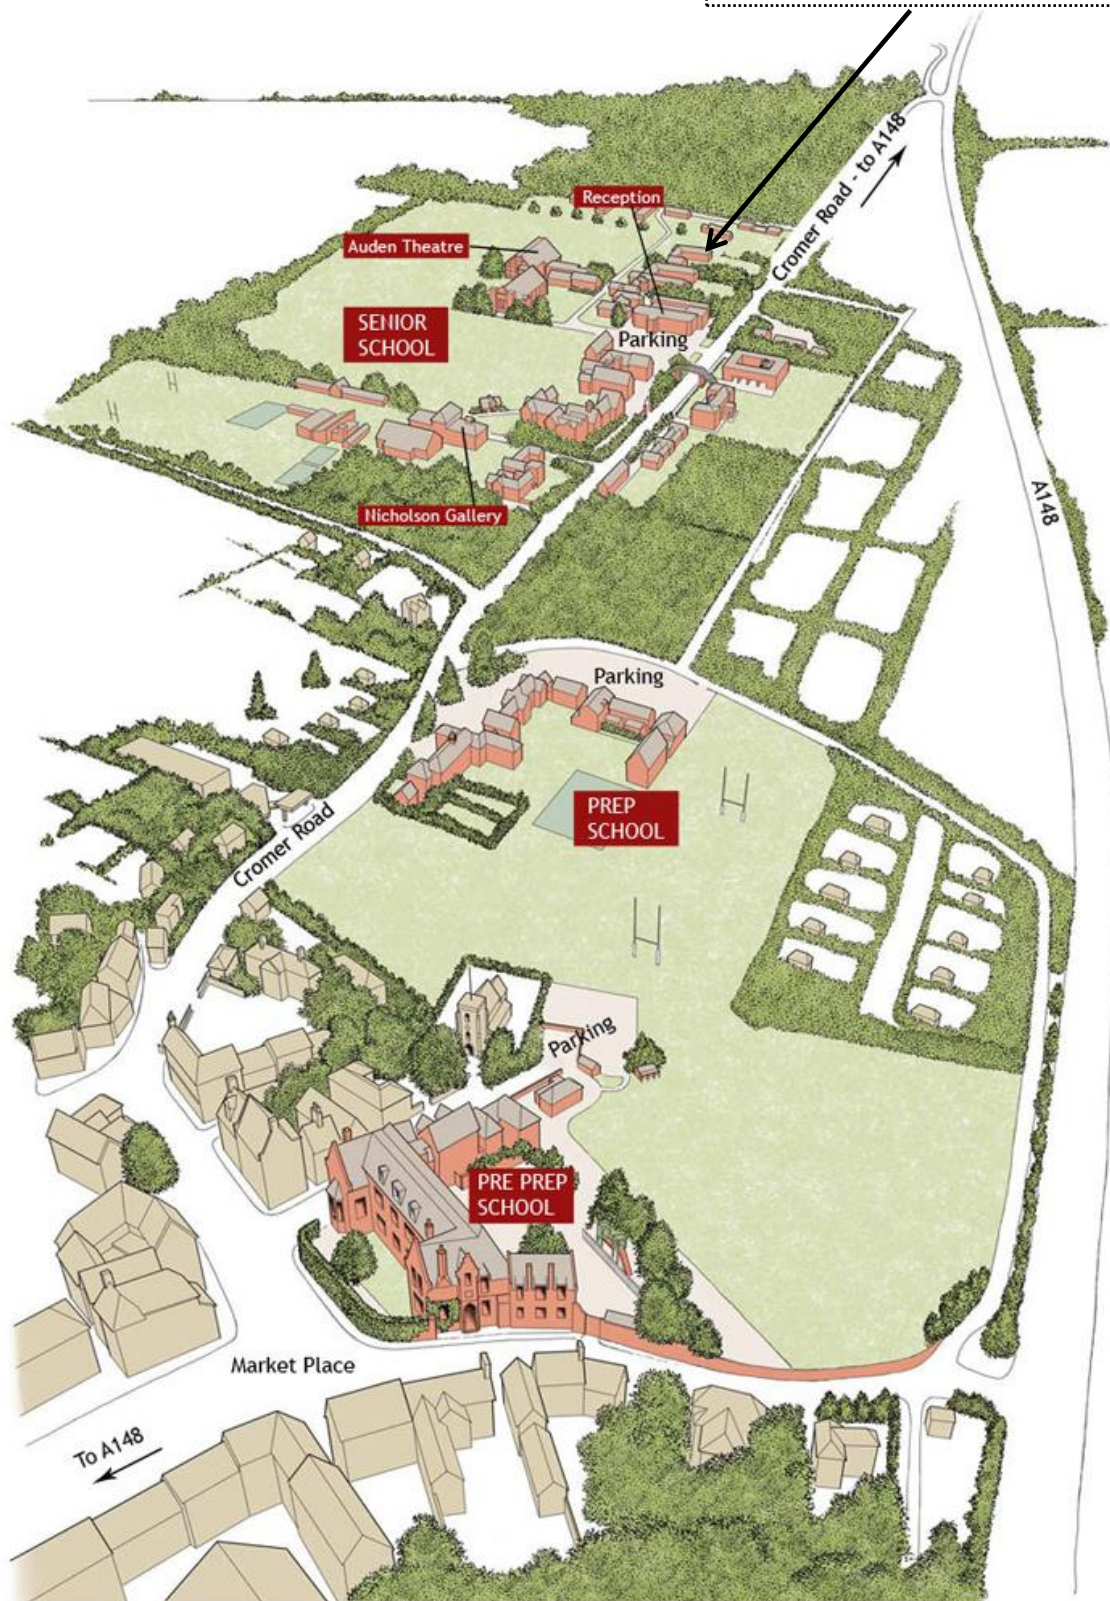 Cromer Road - to A148
Reception
Auden Theatre
SENIOR
SCHOOL
Parking
Nicholson Gallery
A148
Parking
PREP
SCHOOL
Cromer Road
Parking
PRE PREP
SCHOOL
Market Place
To A148